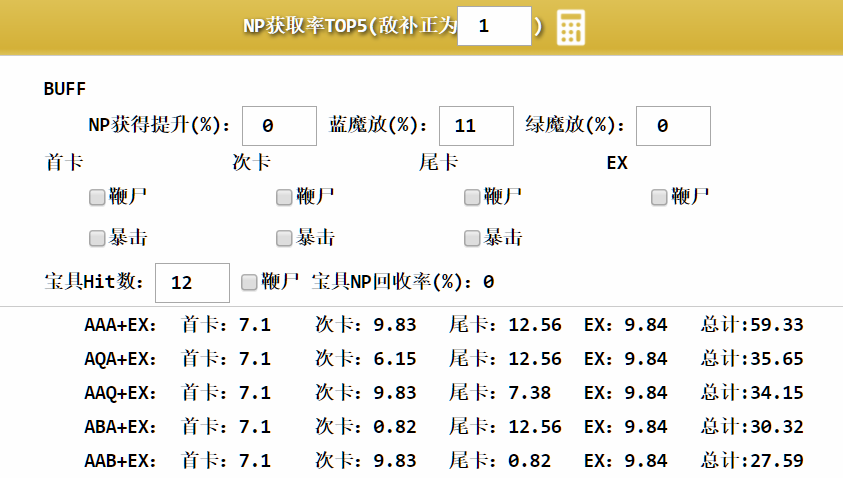 NP获取率TOP5(敌补正为 1 )
BUFF
NP获得提升(%): 0 蓝魔放(%): 11 绿魔放(%): 0
首卡 次卡 尾卡 EX
鞭尸 鞭尸 鞭尸 鞭尸
暴击 暴击 暴击
宝具Hit数: 12 鞭尸 宝具NP回收率(%):0
AAA+EX: 首卡:7.1 次卡:9.83 尾卡:12.56 EX:9.84 总计:59.33
AQA+EX: 首卡:7.1 次卡:6.15 尾卡:12.56 EX:9.84 总计:35.65
AAQ+EX: 首卡:7.1 次卡:9.83 尾卡:7.38 EX:9.84 总计:34.15
ABA+EX: 首卡:7.1 次卡:0.82 尾卡:12.56 EX:9.84 总计:30.32
AAB+EX: 首卡:7.1 次卡:9.83 尾卡:0.82 EX:9.84 总计:27.59